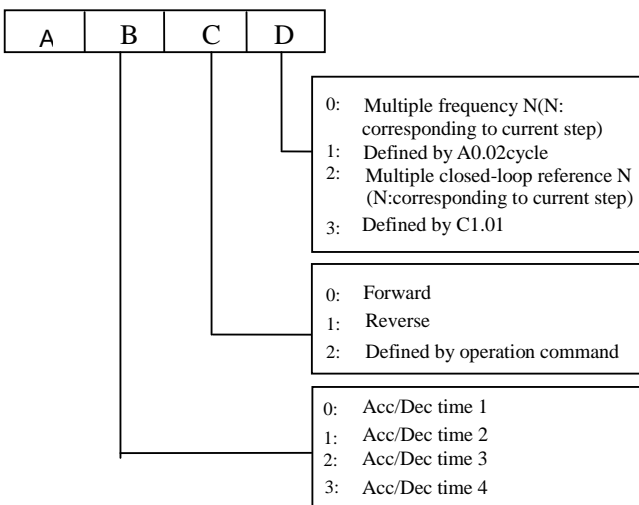 A B C D
0: Multiple frequency N(N:
corresponding to current step)
1: Defined by A0.02cycle
2: Multiple closed-loop reference N
(N:corresponding to current step)
3: Defined by C1.01
0: Forward
1: Reverse
2: Defined by operation command
0: Acc/Dec time 1
1: Acc/Dec time 2
2: Acc/Dec time 3
3: Acc/Dec time 4